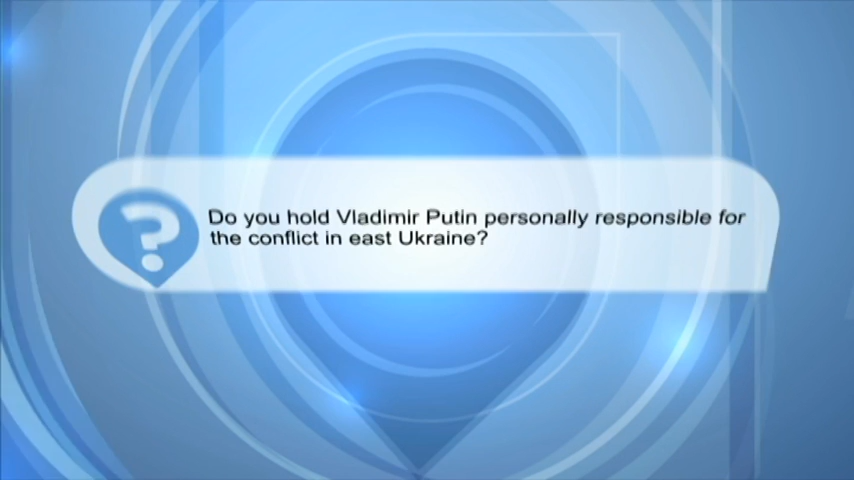 Do you hold Vladimir Putin personally responsible for
the conflict in east Ukraine?